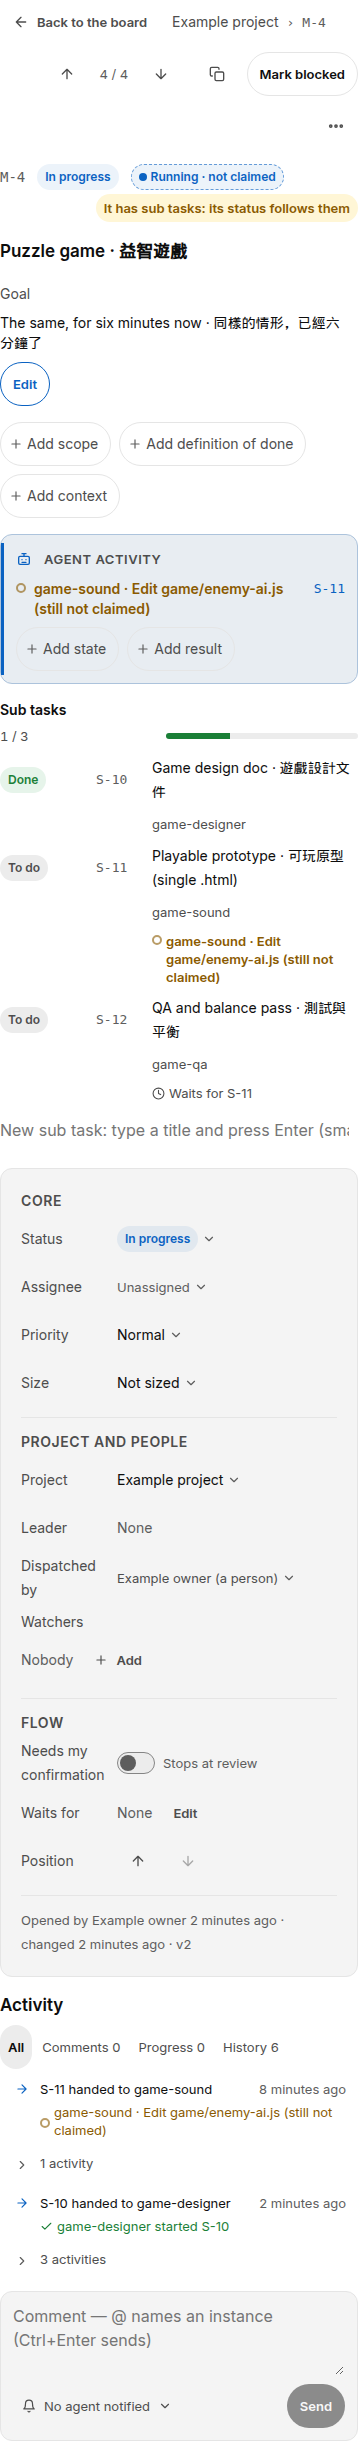 Back to the board
Example project › M-4
4 / 4
Mark blocked
M-4
In progress
Running · not claimed
It has sub tasks: its status follows them
Puzzle game · 益智遊戲
Goal
The same, for six minutes now · 同樣的情形，已經六
分鐘了
Edit
Add scope
Add definition of done
Add context
AGENT ACTIVITY
game-sound · Edit game/enemy-ai.js
(still not claimed)
S-11
Add state
Add result
Sub tasks
1 / 3
Done
S-10
Game design doc · 遊戲設計文
件
game-designer
To do
S-11
Playable prototype · 可玩原型
(single .html)
game-sound
game-sound · Edit
game/enemy-ai.js (still not
claimed)
To do
S-12
QA and balance pass · 測試與
平衡
game-qa
Waits for S-11
New sub task: type a title and press Enter (sma
CORE
Status
In progress
Assignee
Unassigned
Priority
Normal
Size
Not sized
PROJECT AND PEOPLE
Project
Example project
Leader
None
Dispatched
by
Example owner (a person)
Watchers
Nobody
Add
FLOW
Needs my
confirmation
Stops at review
Waits for
None
Edit
Position
Opened by Example owner 2 minutes ago ·
changed 2 minutes ago · v2
Activity
All
Comments 0
Progress 0
History 6
S-11 handed to game-sound
8 minutes ago
game-sound · Edit game/enemy-ai.js (still not
claimed)
1 activity
S-10 handed to game-designer
2 minutes ago
game-designer started S-10
3 activities
Comment — @ names an instance
(Ctrl+Enter sends)
No agent notified
Send